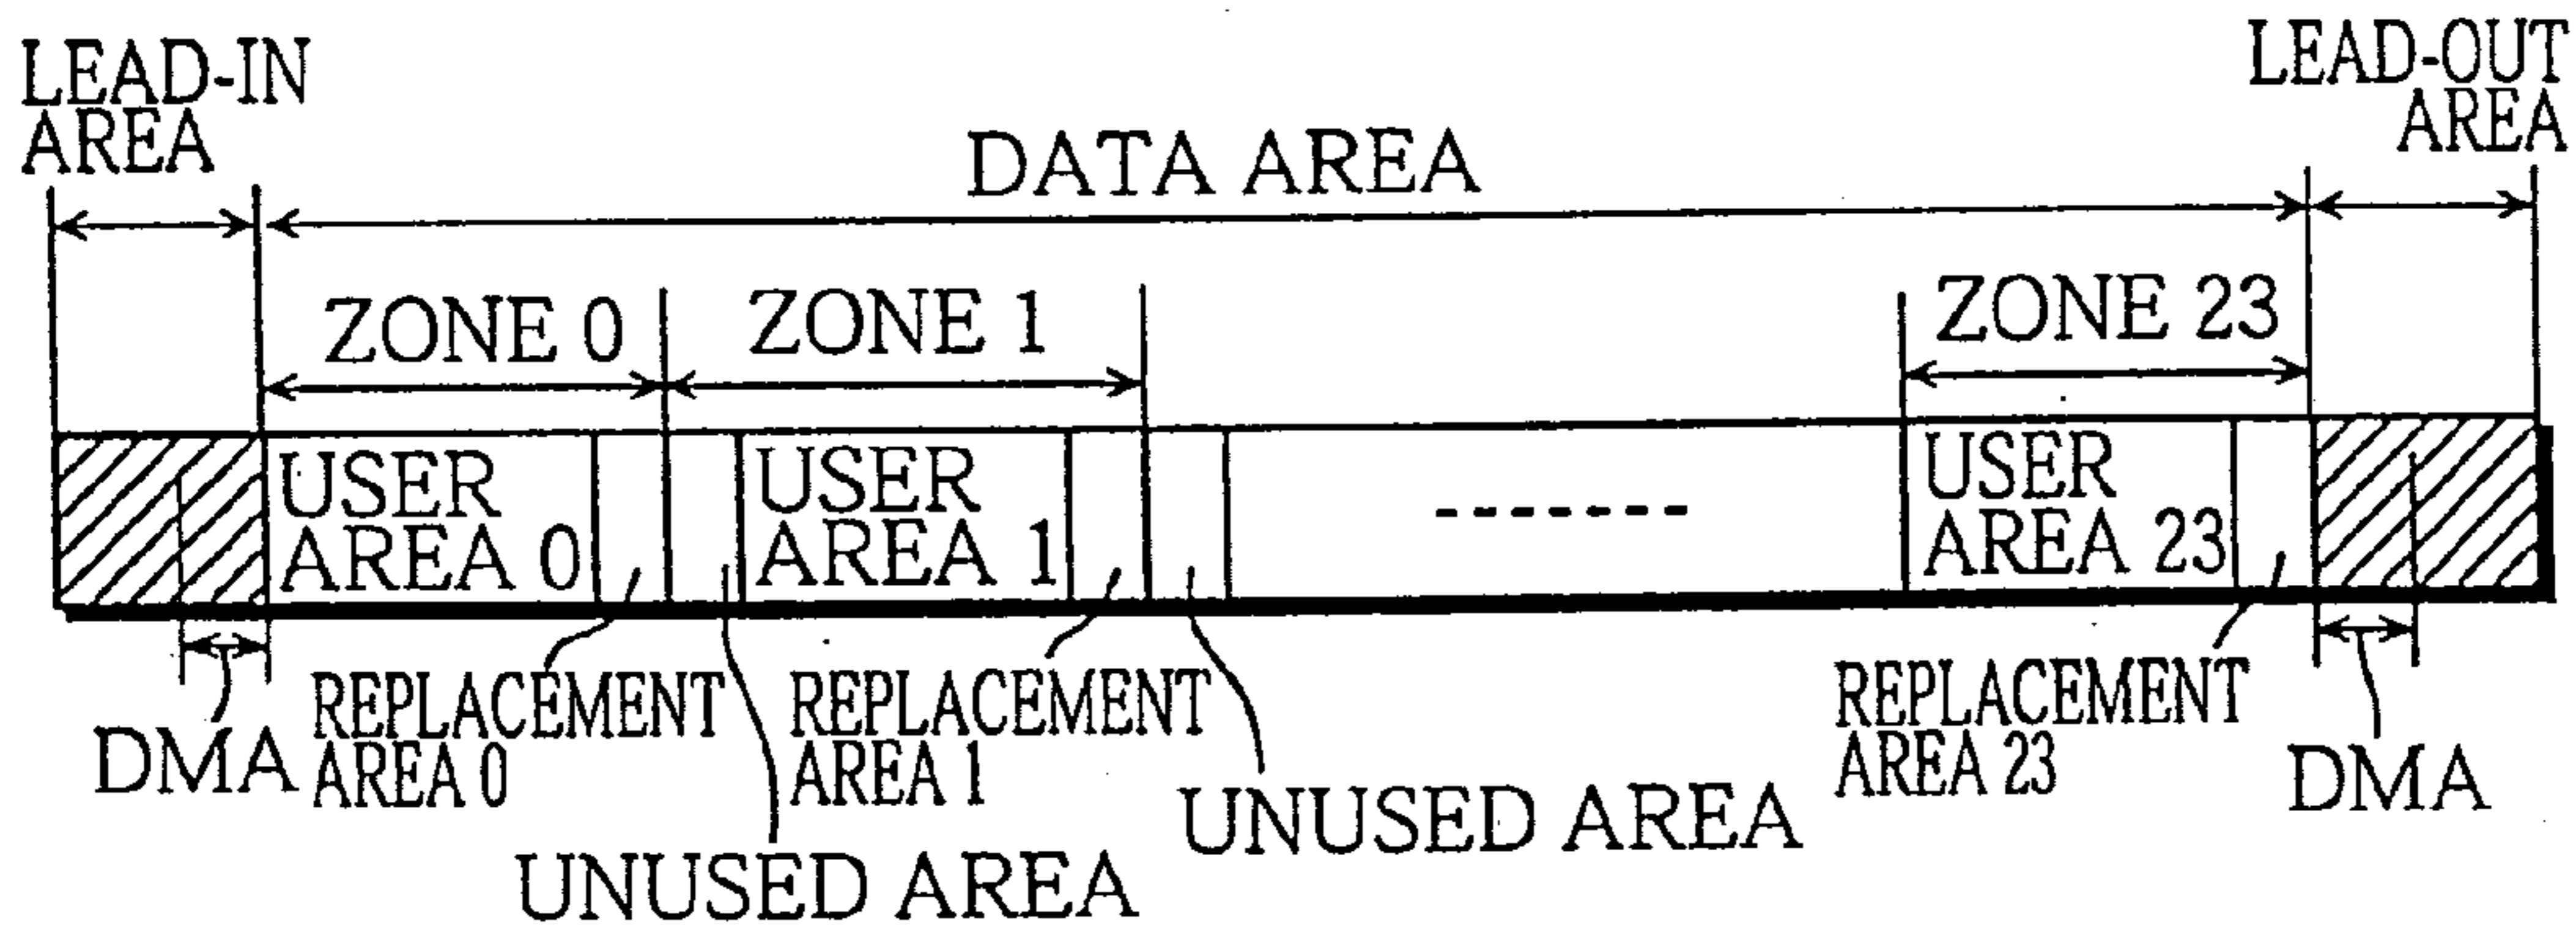 LEAD-IN
AREA
DATA AREA
LEAD-OUT
AREA
ZONE 0
ZONE 1
ZONE 23
USER
AREA 0
USER
AREA 1
USER
AREA 23
DMA
REPLACEMENT
AREA 0
UNUSED AREA
REPLACEMENT
AREA 1
UNUSED AREA
REPLACEMENT
AREA 23
DMA